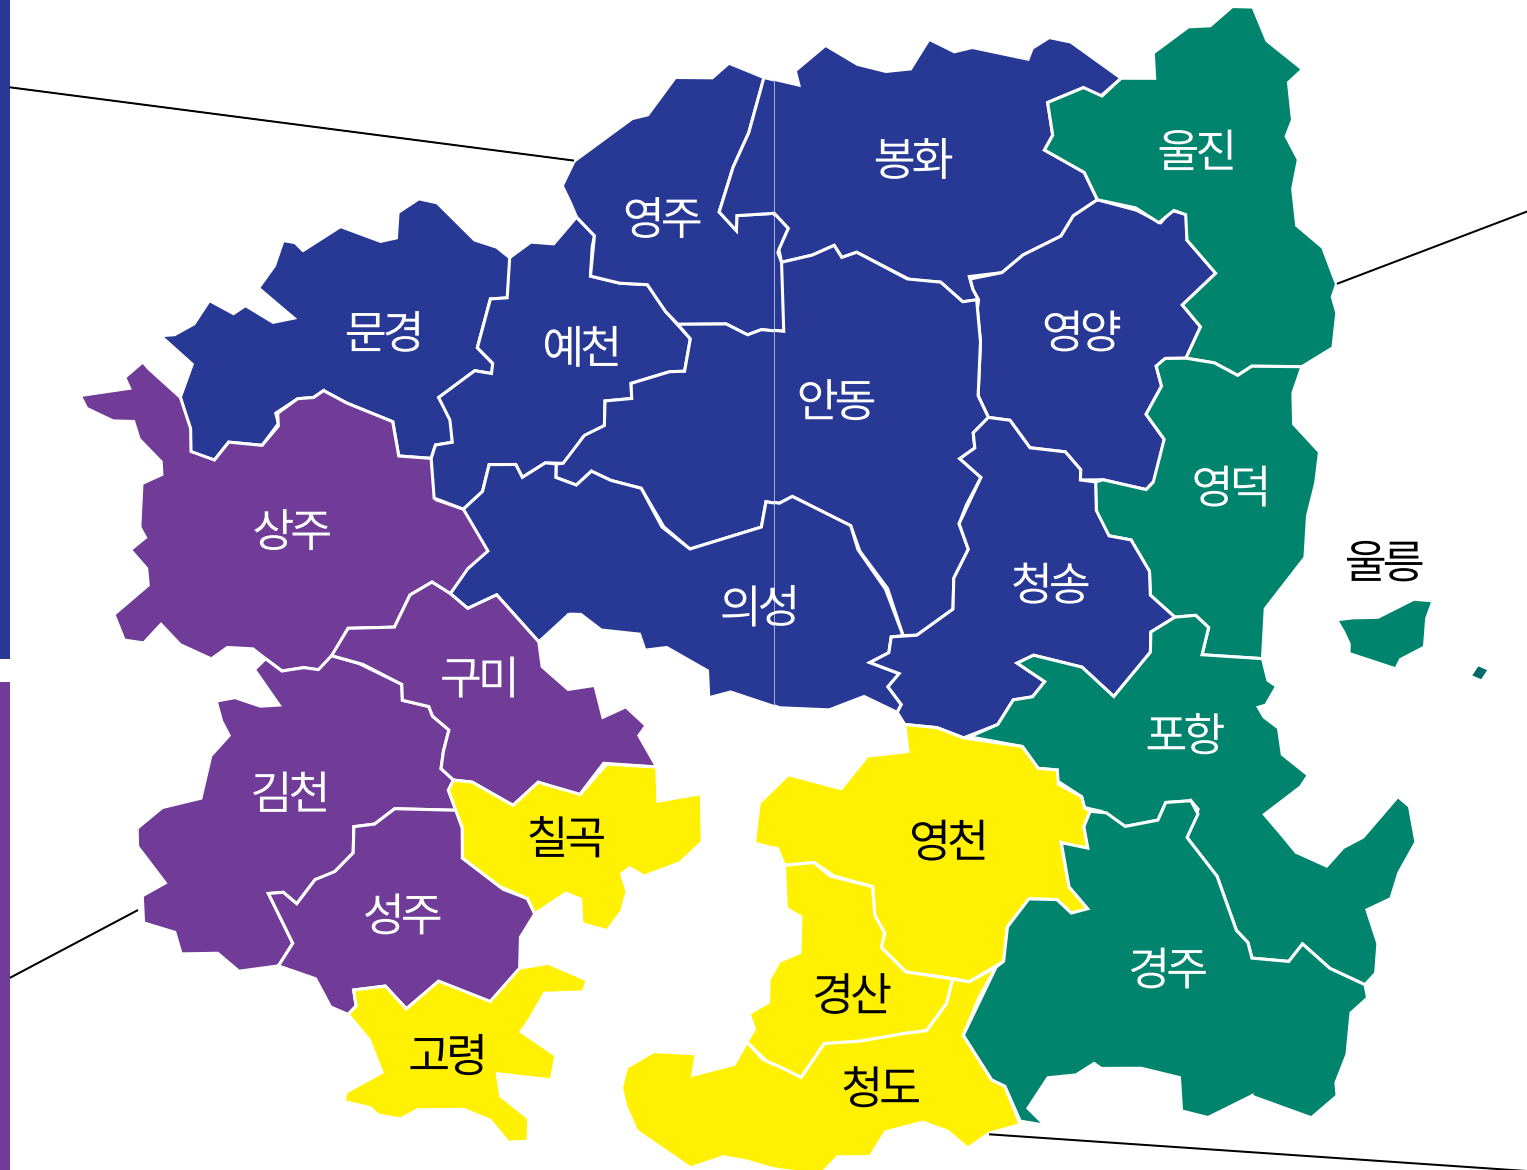 울진
봉화
영주
문경
예천
영양
안동
영덕
상주
울릉
청송
의성
구미
포항
김천
칠곡
영천
성주
경주
경산
고령
청도